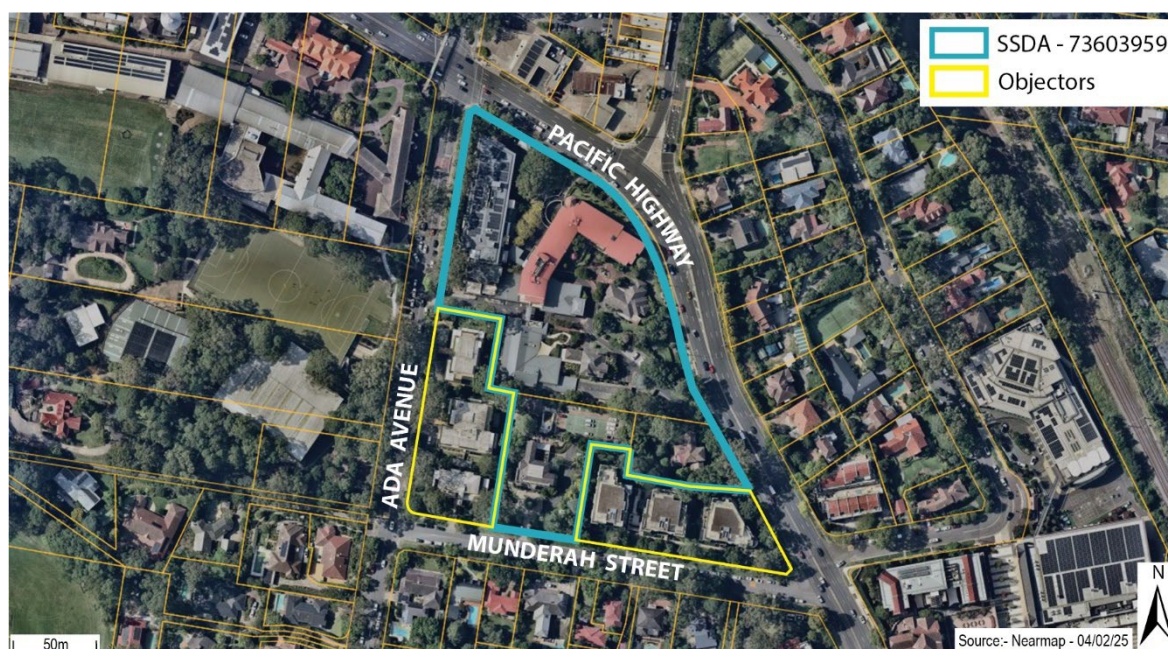 SSDA - 73603959
Objectors
PACIFIC HIGHWAY
ADA AVENUE
MUNDERAH STREET
N
50m
Source:- Nearmap - 04/02/25